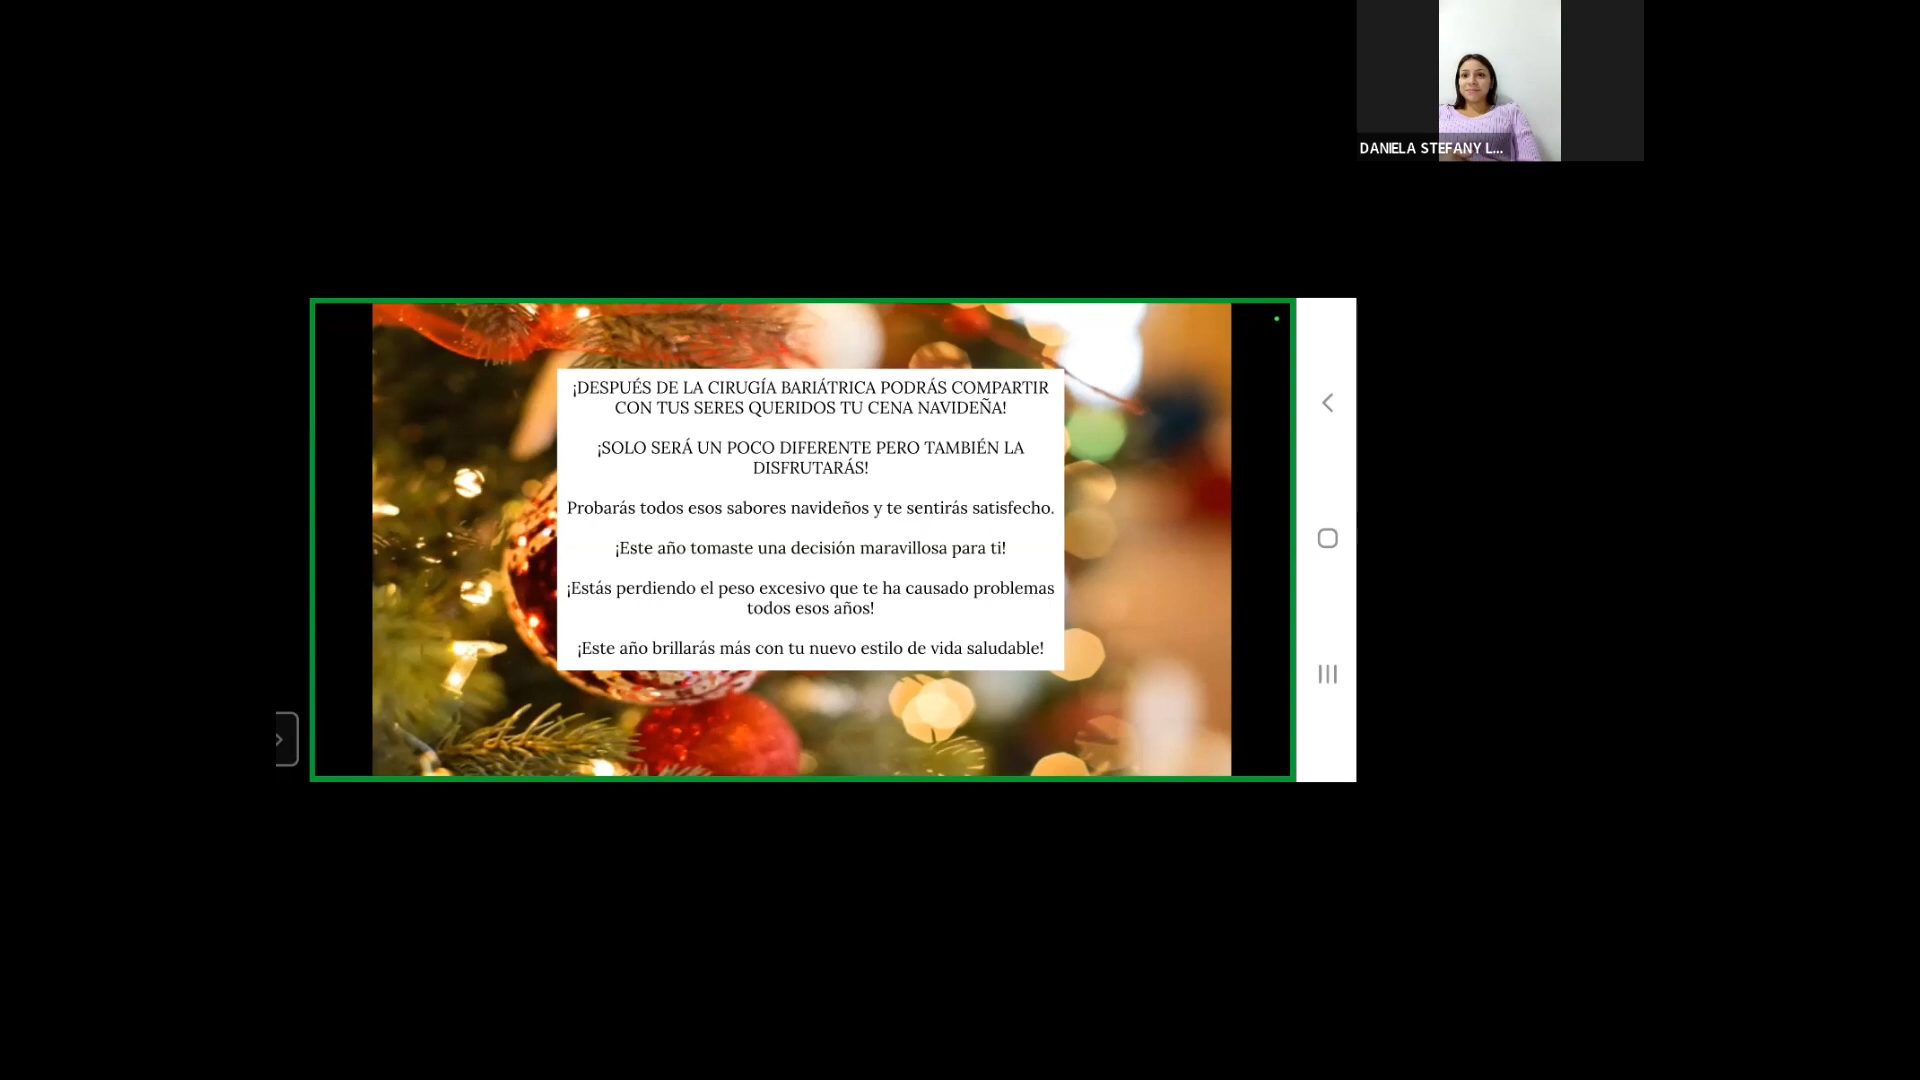 DANIELA STEFANY L...
¡DESPUÉS DE LA CIRUGÍA BARIÁTRICA PODRÁS COMPARTIR
CON TUS SERES QUERIDOS TU CENA NAVIDEÑA!
¡SOLO SERÁ UN POCO DIFERENTE PERO TAMBIÉN LA
DISFRUTARÁS!
Probarás todos esos sabores navideños y te sentirás satisfecho.
¡Este año tomaste una decisión maravillosa para ti!
¡Estás perdiendo el peso excesivo que te ha causado problemas
todos esos años!
¡Este año brillarás más con tu nuevo estilo de vida saludable!